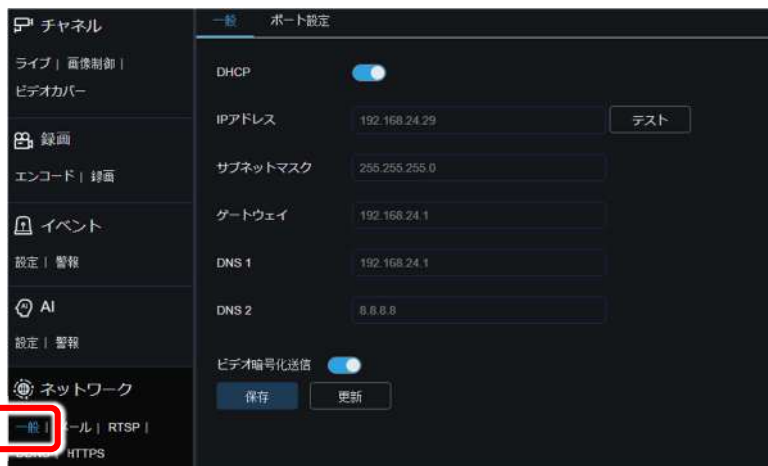 チャネル
ライブ | 画像制御 |
ビデオカバー
録画
エンコード | 録画
イベント
設定 | 警報
AI
設定 | 警報
ネットワーク
一般 | ール | RTSP |
HTTPS
一般 ポート設定
DHCP
IPアドレス 192.168.24.29 テスト
サブネットマスク 255.255.255.0
ゲートウェイ 192.168.24.1
DNS 1 192.168.24.1
DNS 2 8.8.8.8
ビデオ暗号化送信
保存 更新